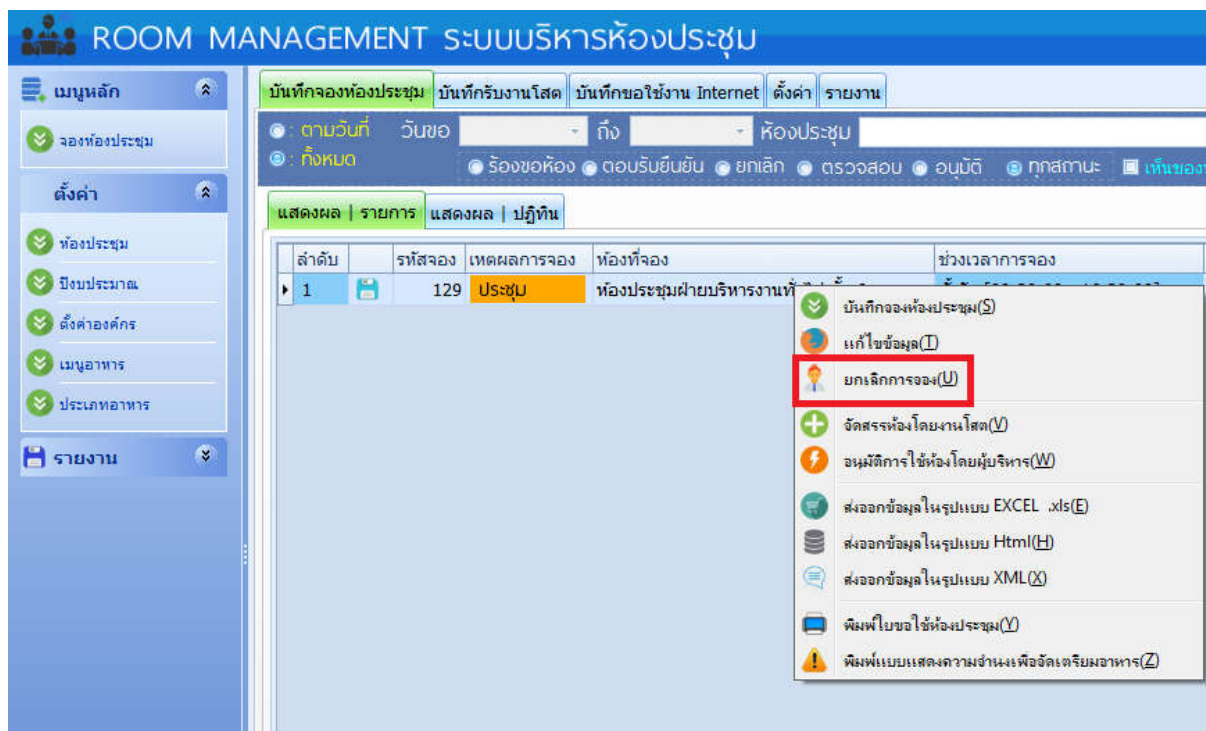 ROOM MANAGEMENT ระบบบริหารห้องประชุม
เมนูหลัก
จองห้องประชุม
ตั้งค่า
ห้องประชุม
ปีงบประมาณ
ตั้งค่าองค์กร
เมนูอาหาร
ประเภทอาหาร
รายงาน
บันทึกจองห้องประชุม บันทึกรับงานโสต บันทึกขอใช้งาน Internet ตั้งค่า รายงาน
: ตามวันที่ วันขอ ถึง ห้องประชุม
: ทั้งหมด ร้องขอห้อง ตอบรับยืนยัน ยกเลิก ตรวจสอบ อนุมัติ ทุกสถานะ
แสดงผล | รายการ แสดงผล | ปฏิทิน
ลำดับ รหัสจอง เหตผลการจอง ห้องที่จอง ช่วงเวลาการจอง
1 129 ประชุม ห้องประชุมฝ่ายบริหารงานทั่
บันทึกจองห้องประชุม(S)
แก้ไขข้อมูล(T)
ยกเลิกการจอง(U)
จัดสรรห้องโดยงานโสต(V)
อนุมัติการใช้ห้องโดยผู้บริหาร(W)
ส่งออกข้อมูลในรูปแบบ EXCEL .xls(E)
ส่งออกข้อมูลในรูปแบบ Html(H)
ส่งออกข้อมูลในรูปแบบ XML(X)
พิมพ์ใบขอใช้ห้องประชุม(Y)
พิมพ์แบบแสดงความจำนงเพื่อจัดเตรียมอาหาร(Z)